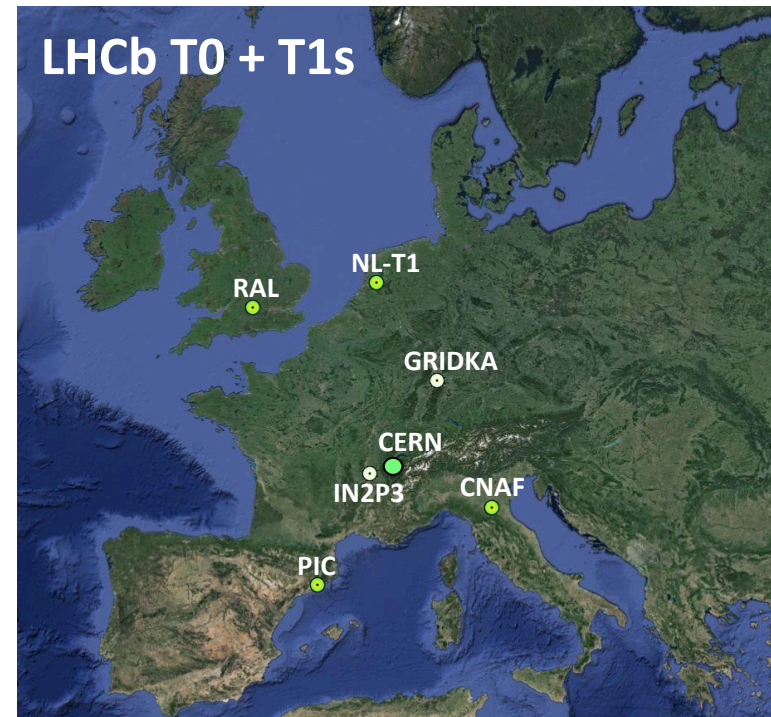 LHCb T0 + T1s
NL-T1
RAL
GRIDKA
CERN
IN2P3
CNAF
PIC